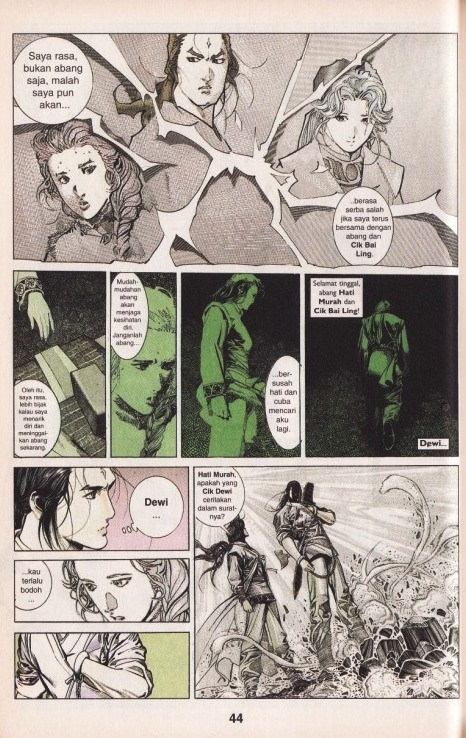 Saya rasa,
bukan abang
saja, malah
saya pun
akan...
..berasa
serba salah
jika saya terus
bersama dengan
abang dan
Cik Bai
Ling.
Oleh itu,
saya rasa,
lebih bijak
kalau saya
menarik
diri dan
meninggal-
kan abang
sekarang.
Mudah-
mudahan
abang
akan
menjaga
kesihatan
diri.
Janganlah
abang...
...ber-
susah
hati dan
cuba
mencari
aku
lagi.
Selamat tinggal,
abang Hati
Murah dan
Cik Bai Ling!
Dewi...
Dewi
...
...kau
terlalu
bodoh
...
Hati Murah,
apakah yang
Cik Dewi
ceritakan
dalam surat-
nya?
44